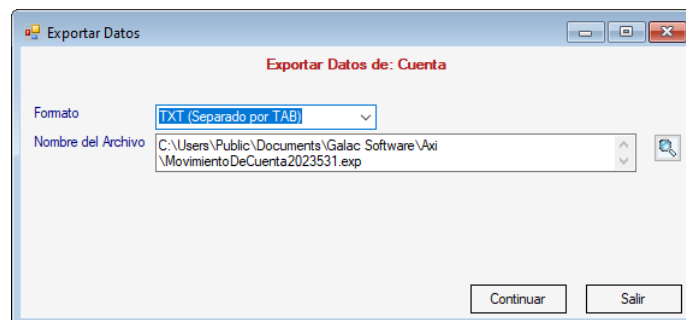 Exportar Datos
Exportar Datos de: Cuenta
Formato
TXT (Separado por TAB)
Nombre del Archivo
C:\Users\Public\Documents\Galac Software\Axi
\MovimientoDeCuenta2023531.exp
Continuar
Salir